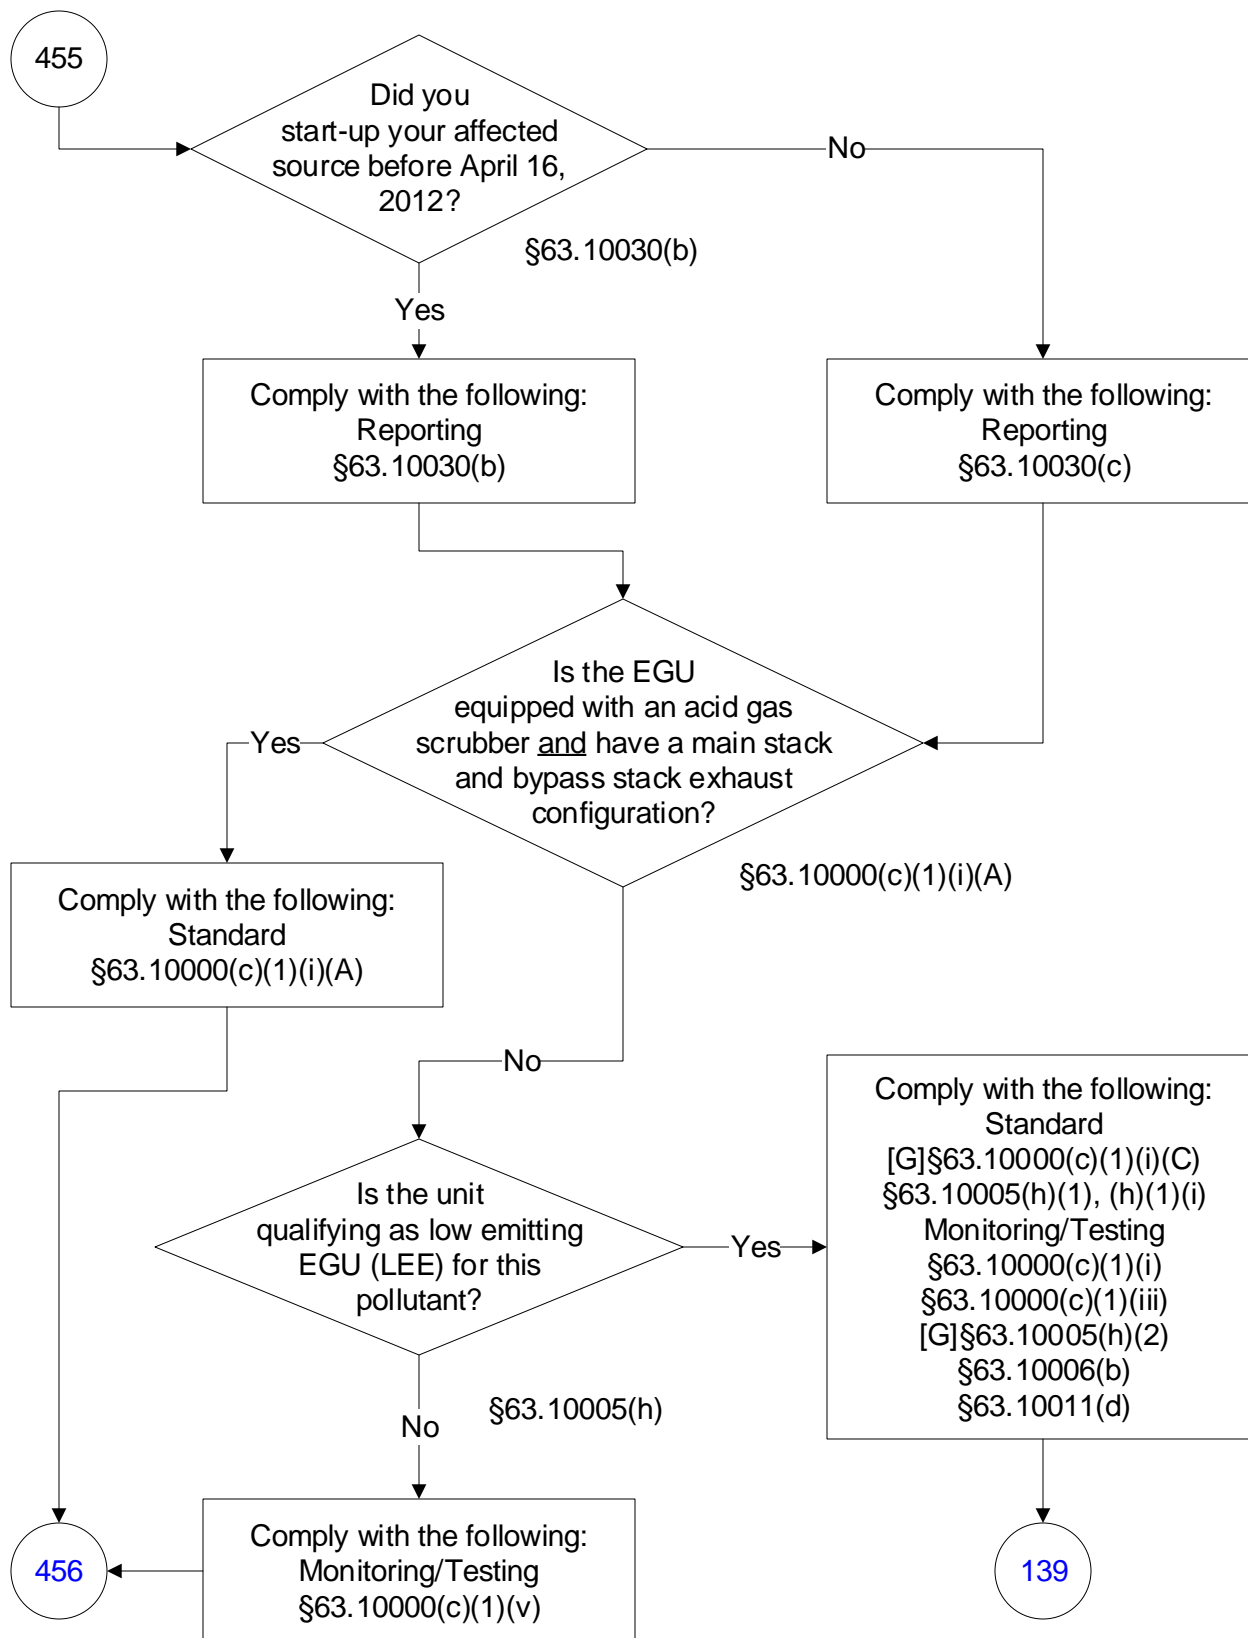 455
Did you
start-up your affected
source before April 16,
2012?
No
§63.10030(b)
Yes
Comply with the following:
Reporting
§63.10030(b)
Comply with the following:
Reporting
§63.10030(c)
Is the EGU
equipped with an acid gas
scrubber and have a main stack
and bypass stack exhaust
configuration?
Yes
§63.10000(c)(1)(i)(A)
Comply with the following:
Standard
§63.10000(c)(1)(i)(A)
No
Is the unit
qualifying as low emitting
EGU (LEE) for this
pollutant?
Yes
Comply with the following:
Standard
[G]§63.10000(c)(1)(i)(C)
§63.10005(h)(1), (h)(1)(i)
Monitoring/Testing
§63.10000(c)(1)(i)
§63.10000(c)(1)(iii)
[G]§63.10005(h)(2)
§63.10006(b)
§63.10011(d)
§63.10005(h)
No
456
Comply with the following:
Monitoring/Testing
§63.10000(c)(1)(v)
139